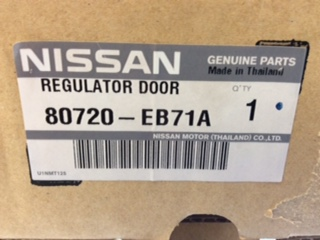 NISSAN
GENUINE PARTS
Made in Thailand
REGULATOR DOOR
Q'TY
80720-EB71A
1
NISSAN MOTOR (THAILAND) CO.,LTD.